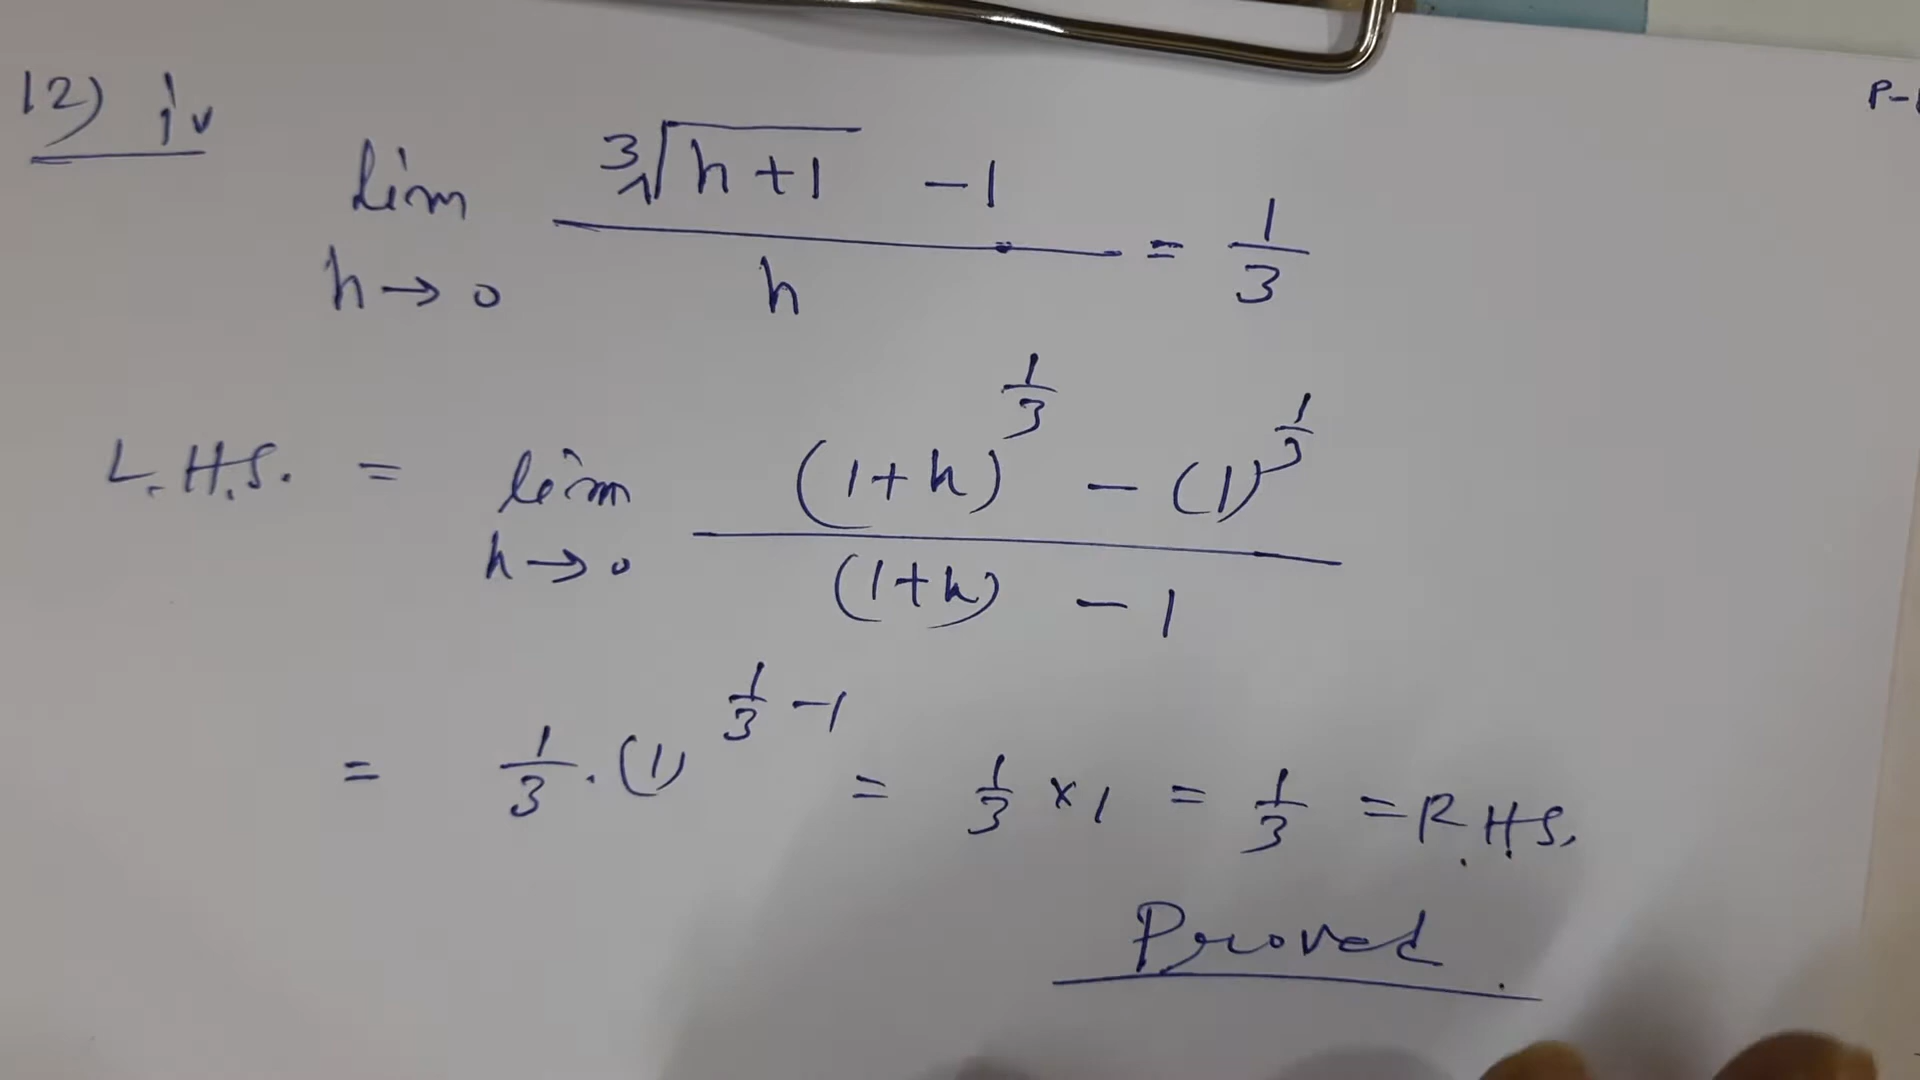 12) iv
P-
lim h→0 (∛(h+1) - 1)/h = 1/3
L.H.S. = lim h→0 ((1+h)^(1/3) - (1)^(1/3))/((1+h) - 1)
= 1/3 . (1)^(1/3 - 1) = 1/3 × 1 = 1/3 = R.H.S.
Proved.